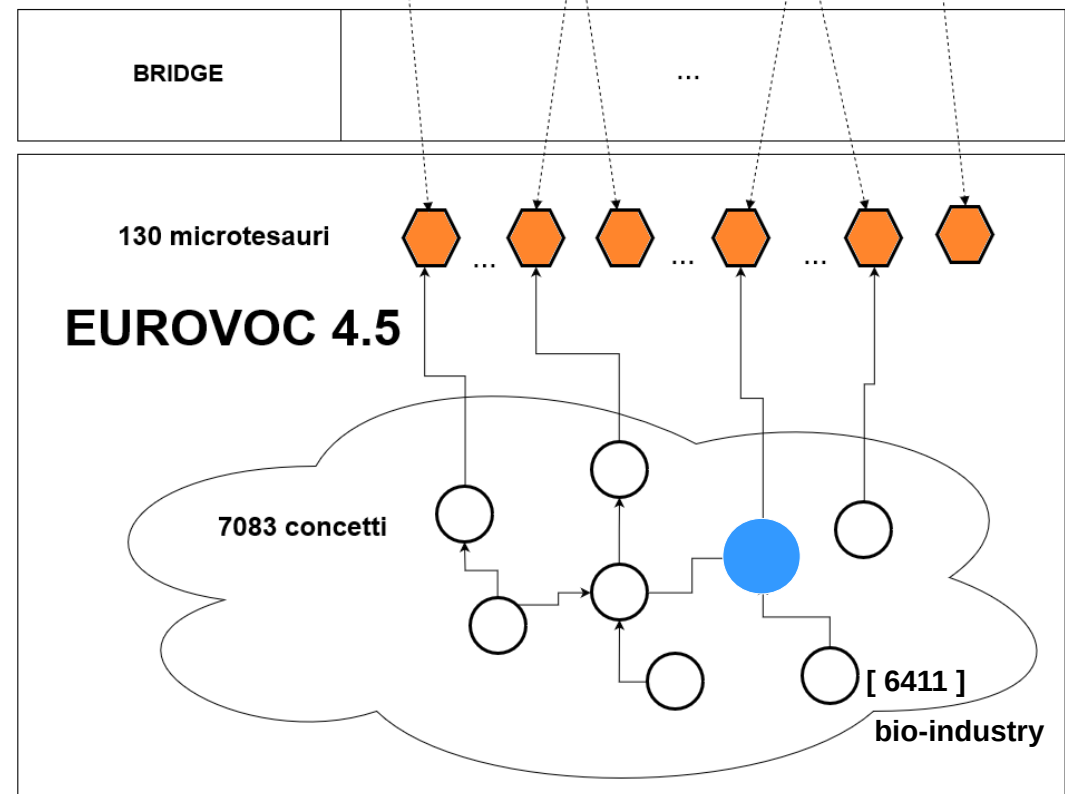 BRIDGE
...
130 microtesauri
...
...
...
EUROVOC 4.5
7083 concetti
[ 6411 ]
bio-industry